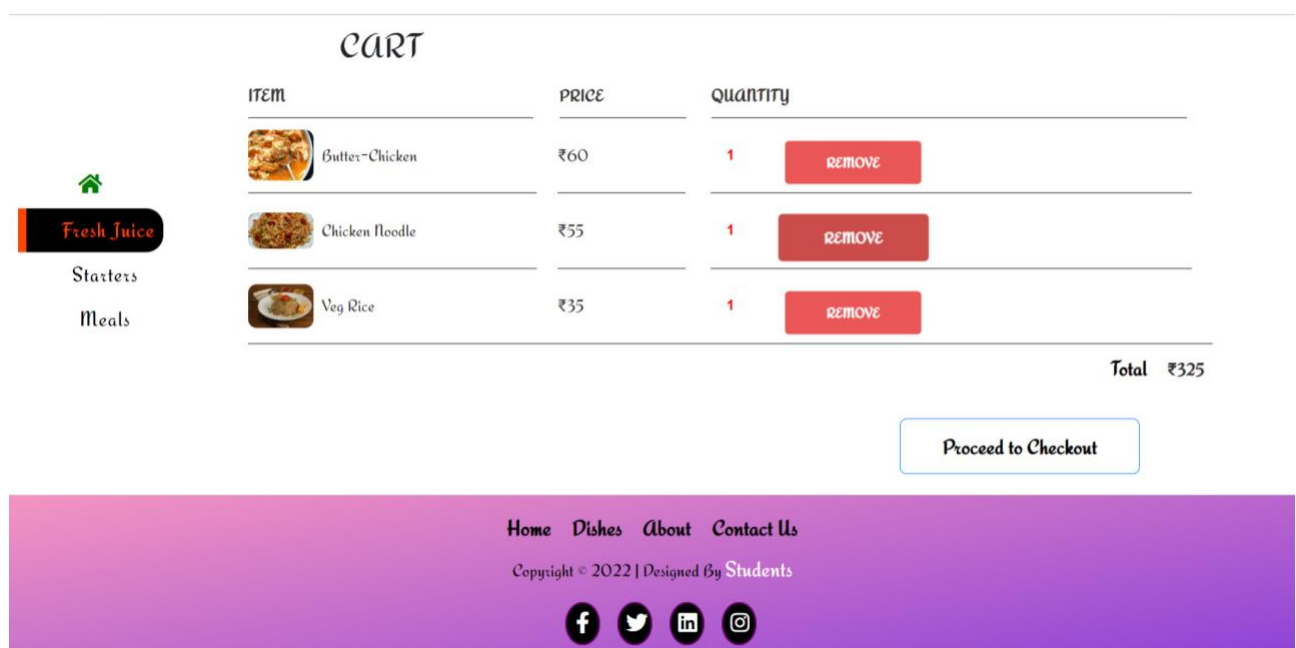 CART
ITEM PRICE QUANTITY
Butter-Chicken ₹60 1 REMOVE
Fresh Juice
Chicken Noodle ₹55 1 REMOVE
Starters
Meals
Veg Rice ₹35 1 REMOVE
Total ₹325
Proceed to Checkout
Home Dishes About Contact Us
Copyright © 2022 | Designed By Students